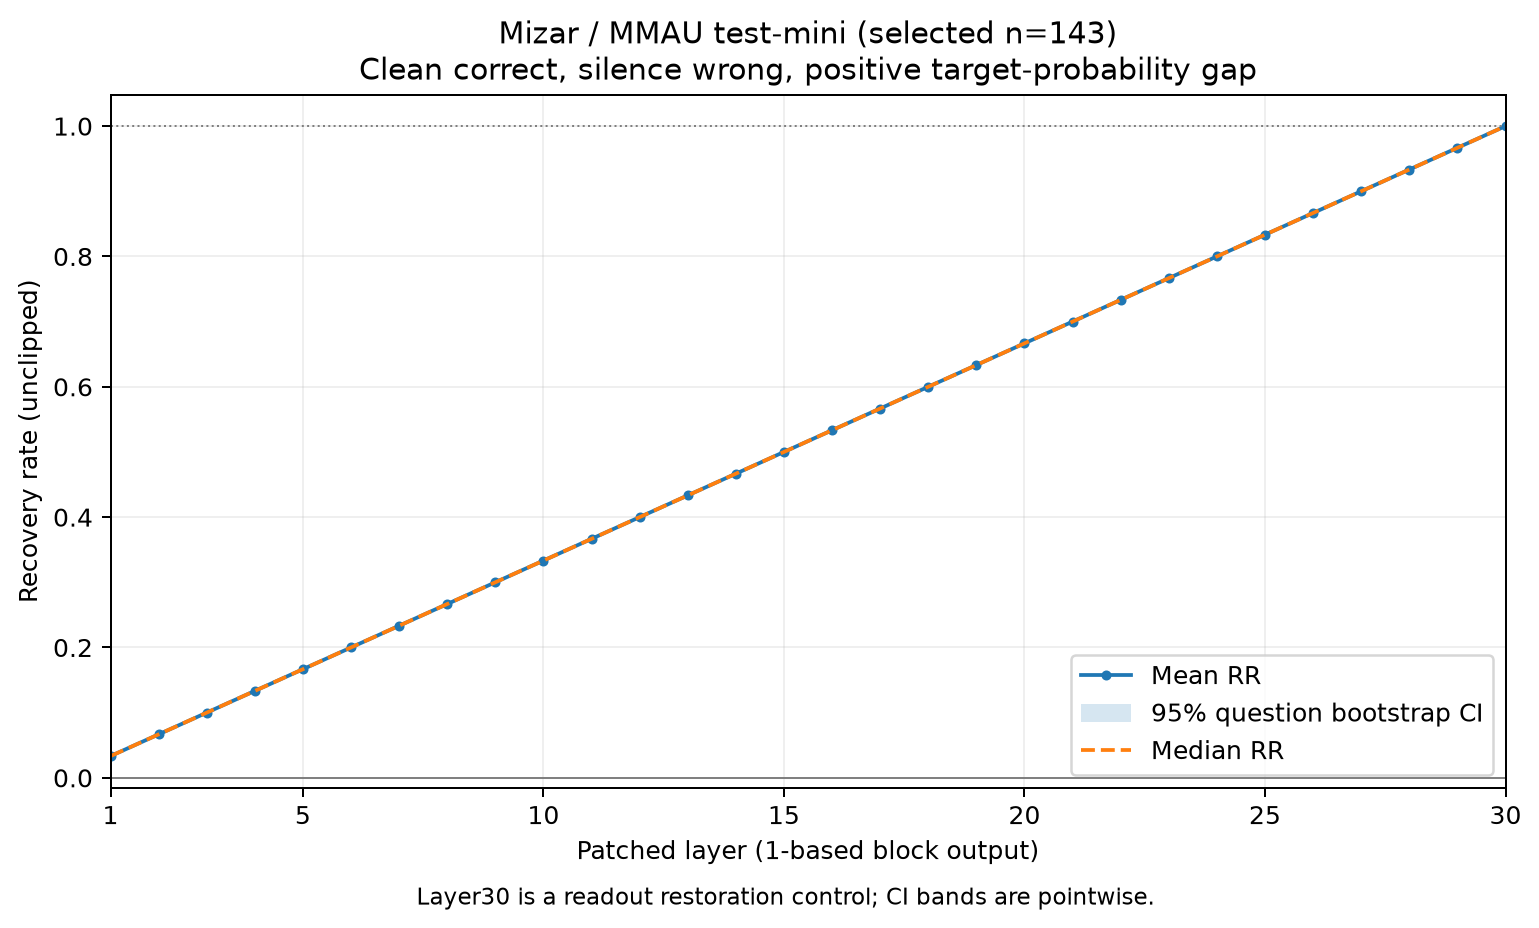 Mizar / MMAU test-mini (selected n=143)
Clean correct, silence wrong, positive target-probability gap
Recovery rate (unclipped)
1.0
0.8
0.6
0.4
0.2
0.0
Mean RR
95% question bootstrap CI
Median RR
1 5 10 15 20 25 30
Patched layer (1-based block output)
Layer30 is a readout restoration control; CI bands are pointwise.